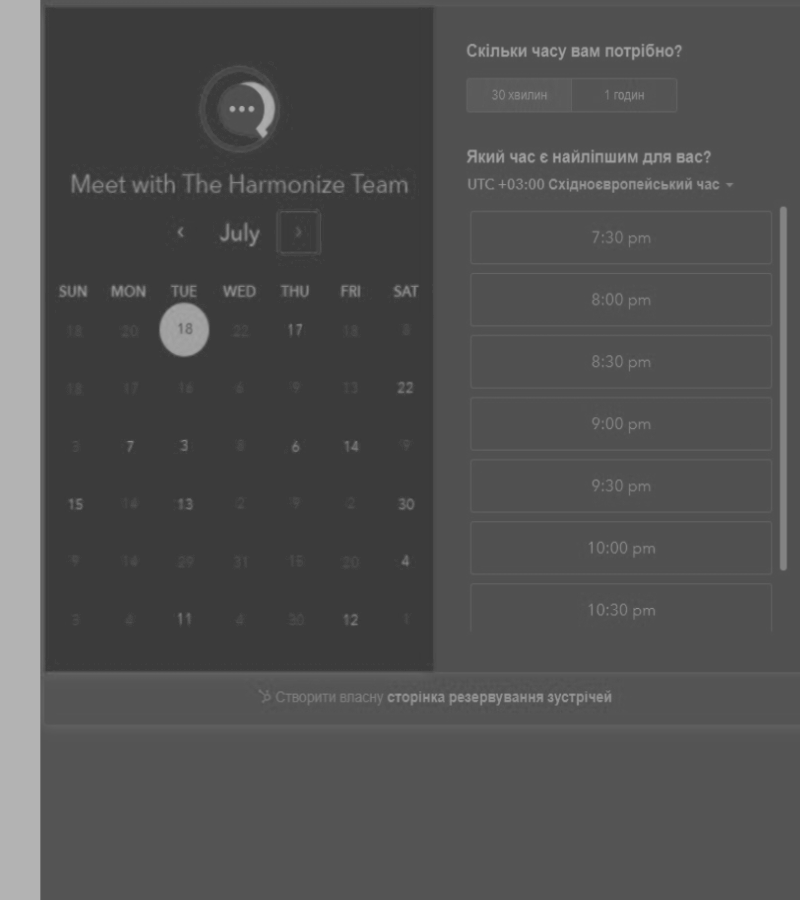 Meet with The Harmonize Team
July
SUN MON TUE WED THU FRI SAT
18 20 18 22 17 13 8
18 17 16 6 9 13 22
3 7 3 8 6 14 9
15 14 13 2 9 2 30
9 14 29 31 15 20 4
3 4 11 4 30 12 1
Скільки часу вам потрібно?
30 хвилин 1 годин
Який час є найліпшим для вас?
UTC +03:00 Східноєвропейський час
7:30 pm
8:00 pm
8:30 pm
9:00 pm
9:30 pm
10:00 pm
10:30 pm
Створити власну сторінка резервування зустрічей